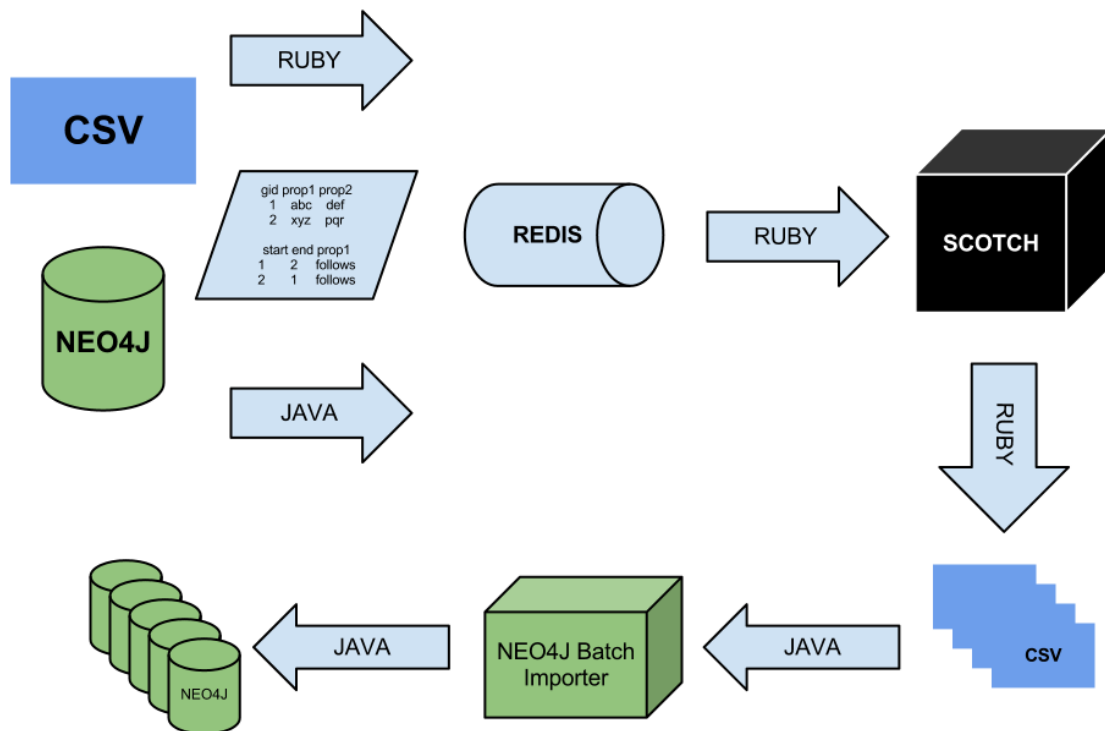 RUBY
CSV
gid prop1 prop2
1 abc def
2 xyz pqr
start end prop1
1 2 follows
2 1 follows
REDIS
RUBY
SCOTCH
NEO4J
JAVA
RUBY
NEO4J
JAVA
NEO4J Batch
Importer
JAVA
CSV